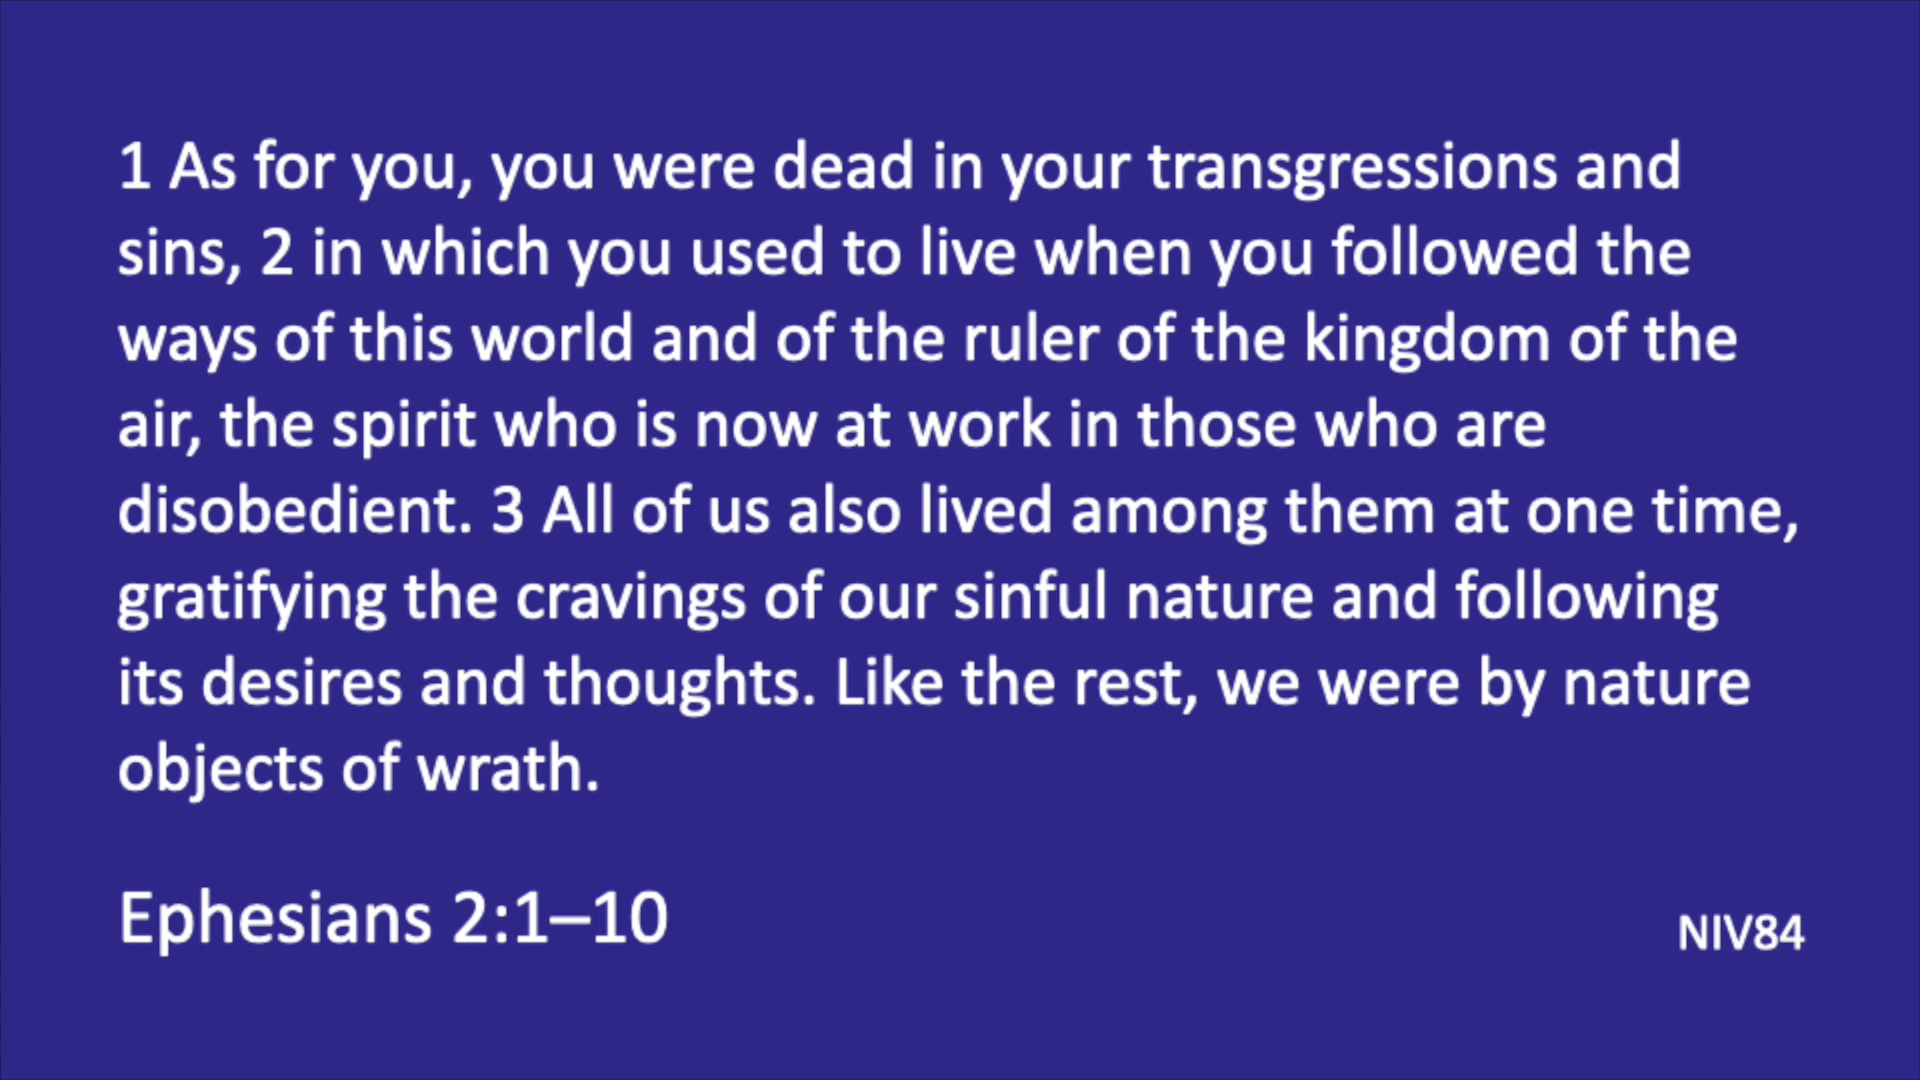 1 As for you, you were dead in your transgressions and
sins, 2 in which you used to live when you followed the
ways of this world and of the ruler of the kingdom of the
air, the spirit who is now at work in those who are
disobedient. 3 All of us also lived among them at one time,
gratifying the cravings of our sinful nature and following
its desires and thoughts. Like the rest, we were by nature
objects of wrath.
Ephesians 2:1–10
NIV84